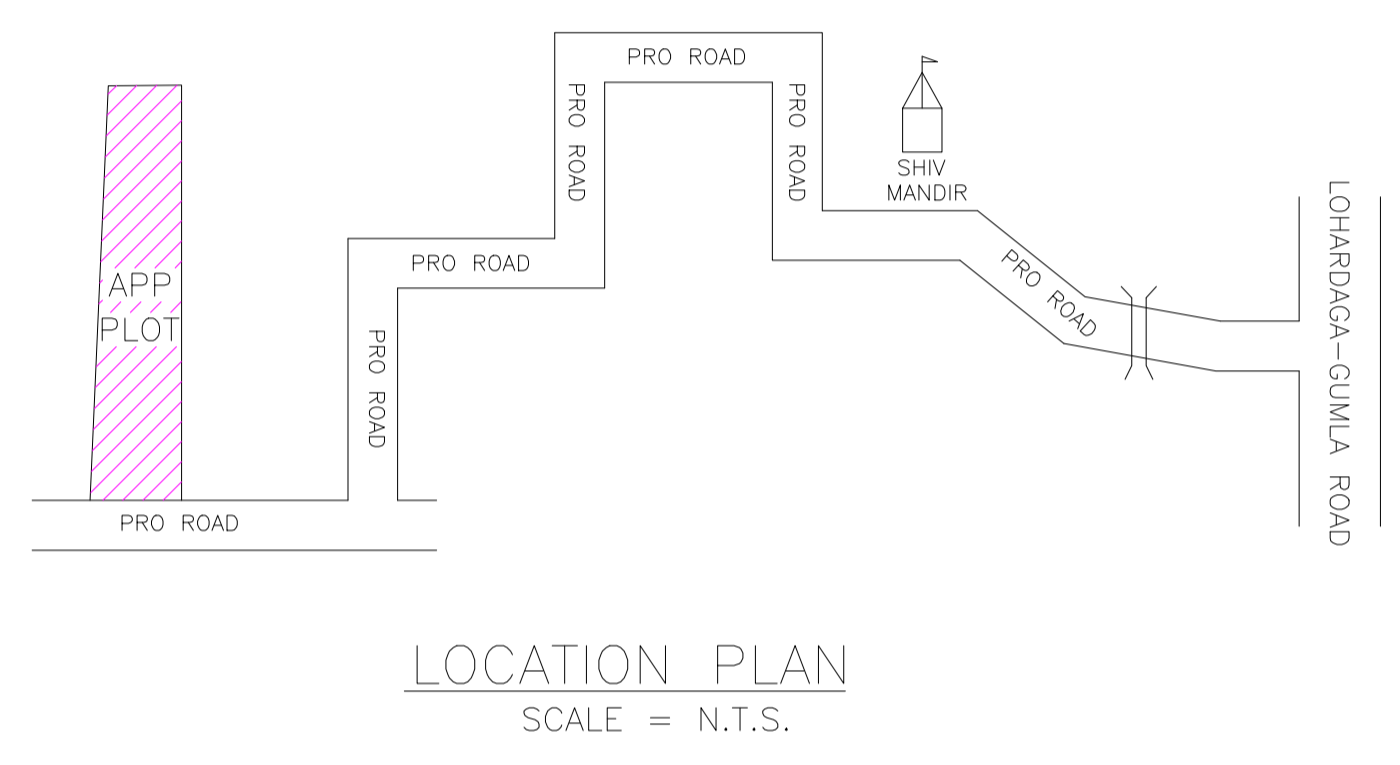 PRO ROAD
PRO ROAD
PRO ROAD
SHIV
MANDIR
PRO ROAD
PRO ROAD
LOHARDAGA-GUMLA ROAD
APP
PLOT
PRO ROAD
PRO ROAD
LOCATION PLAN
SCALE = N.T.S.